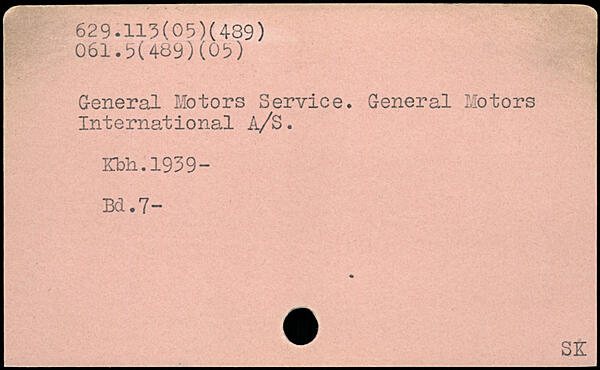 629.113(05)(489)
061.5(489)(05)
General Motors Service. General Motors
International A/S.
Kbh.1939-
Bd.7-
SK